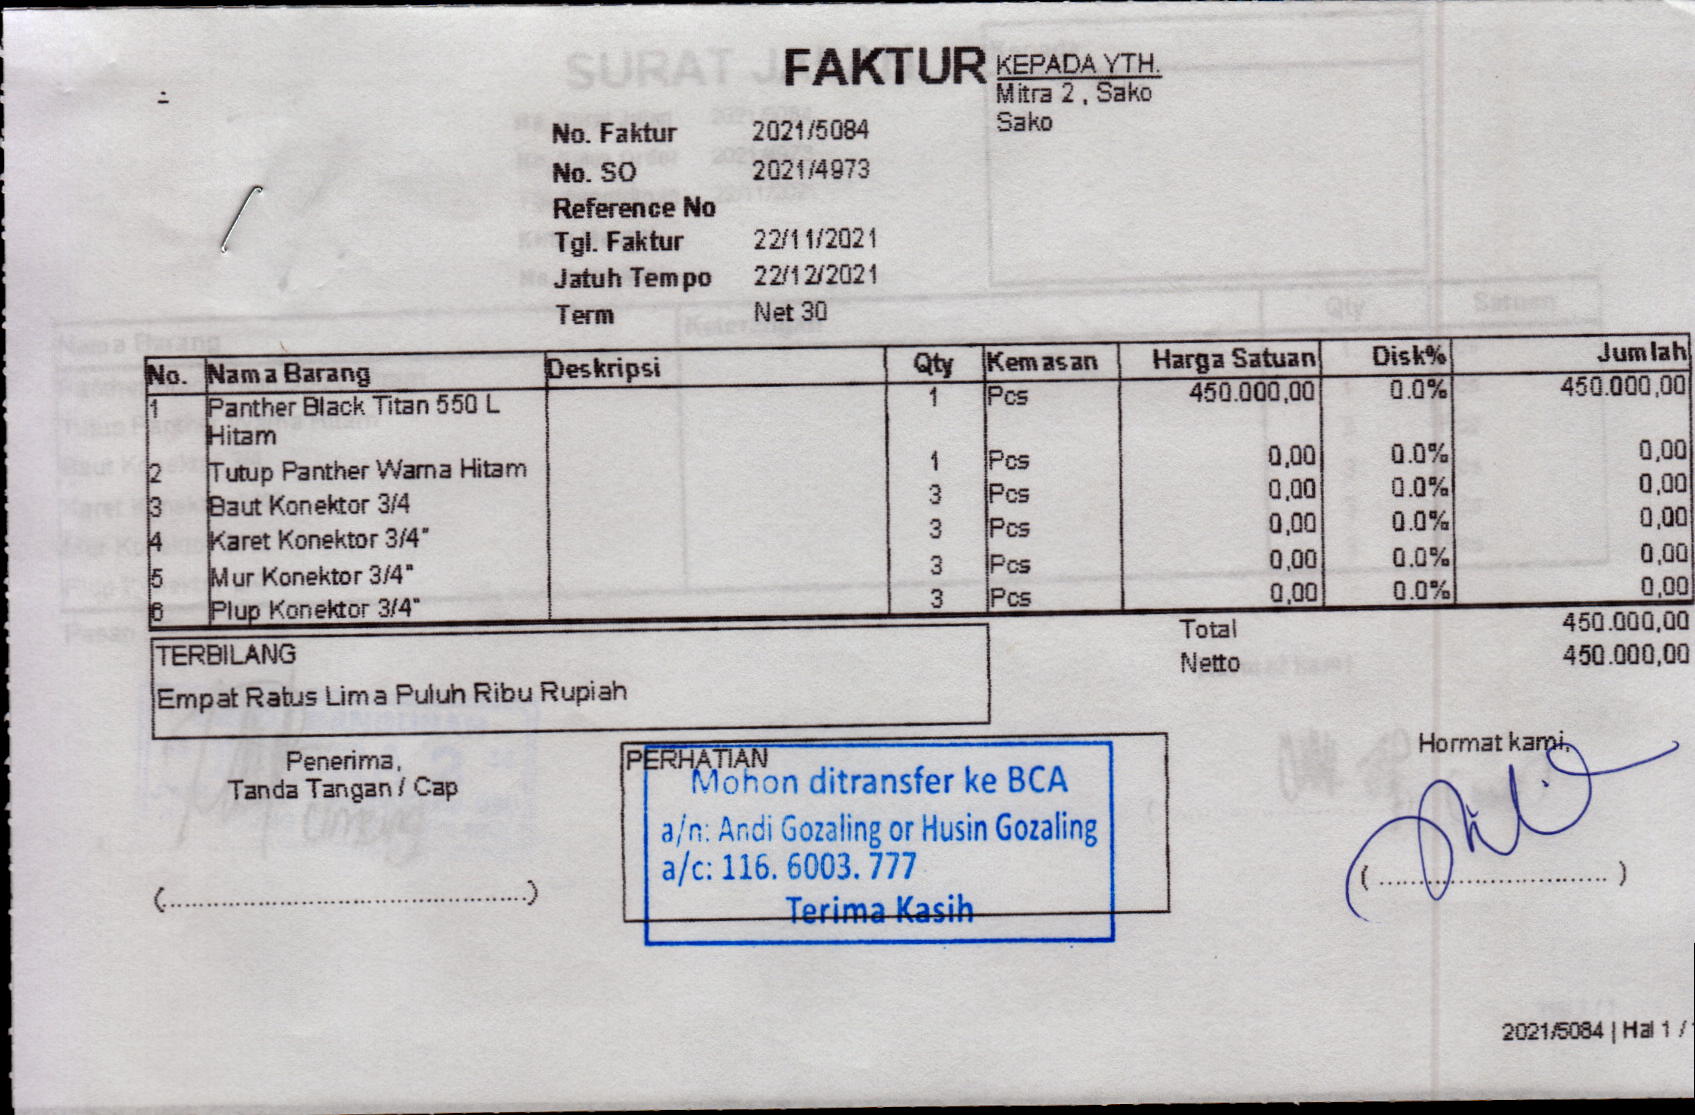 FAKTUR
KEPADA YTH.
Mitra 2 , Sako
Sako
No. Faktur 2021/5084
No. SO 2021/4973
Reference No
Tgl. Faktur 22/11/2021
Jatuh Tempo 22/12/2021
Term Net 30
No. Nama Barang Deskripsi Qty Kemasan Harga Satuan Disk% Jumlah
1 Panther Black Titan 550 L 1 Pcs 450.000,00 0.0% 450.000,00
Hitam
2 Tutup Panther Warna Hitam 1 Pcs 0,00 0.0% 0,00
3 Baut Konektor 3/4 3 Pcs 0,00 0.0% 0,00
4 Karet Konektor 3/4" 3 Pcs 0,00 0.0% 0,00
5 Mur Konektor 3/4" 3 Pcs 0,00 0.0% 0,00
6 Plup Konektor 3/4" 3 Pcs 0,00 0.0% 0,00
Total 450.000,00
Netto 450.000,00
TERBILANG
Empat Ratus Lima Puluh Ribu Rupiah
Penerima,
Tanda Tangan / Cap
(..............................................)
PERHATIAN
Mohon ditransfer ke BCA
a/n: Andi Gozaling or Husin Gozaling
a/c: 116. 6003. 777
Terima Kasih
Hormat kami,
( ............................. )
2021/5084 | Hal 1 / 1